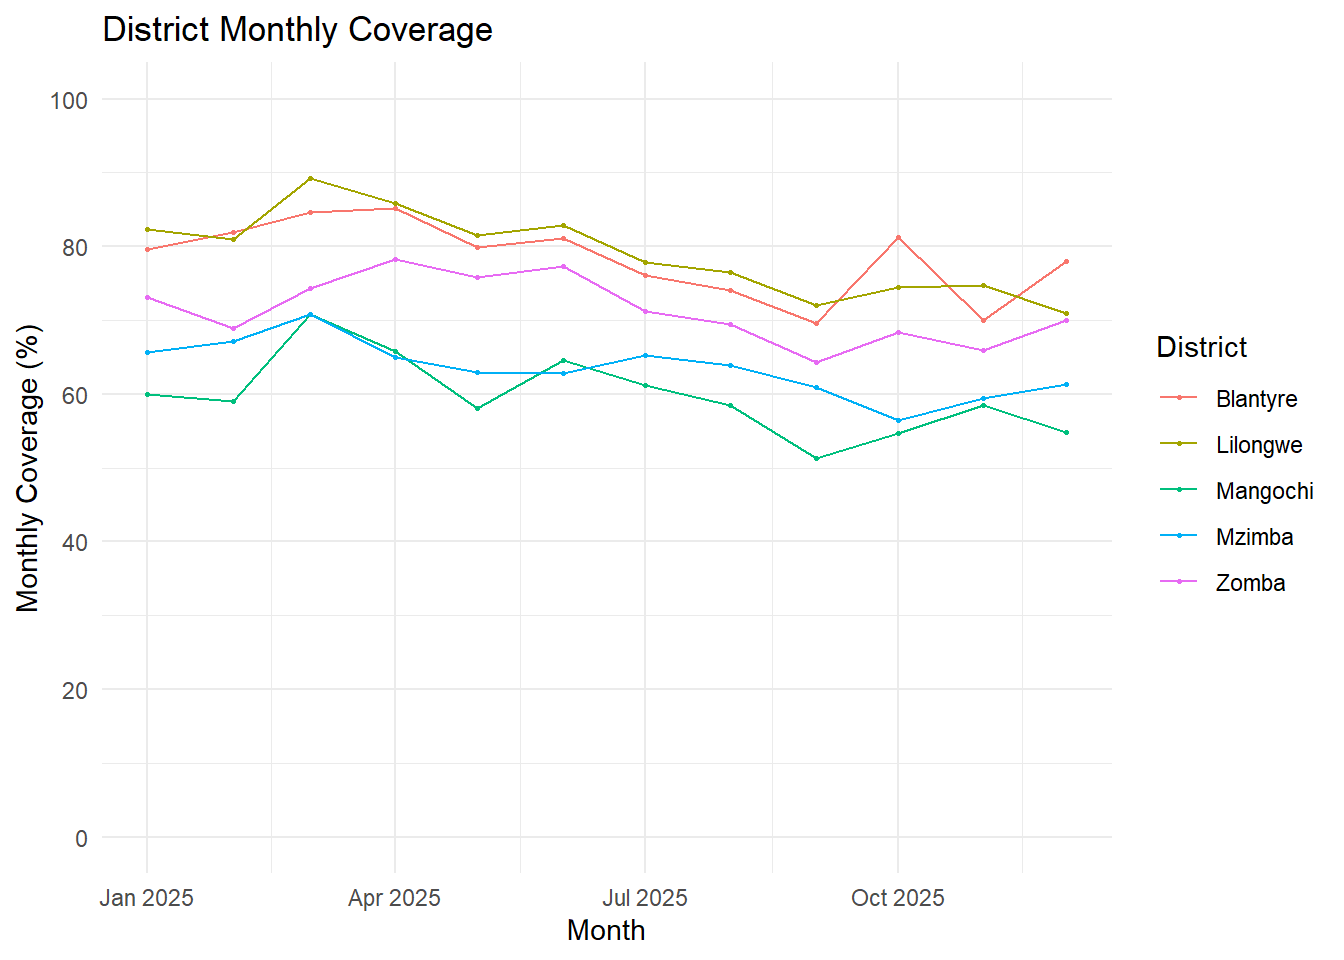 District Monthly Coverage
100
80
60
40
20
0
Monthly Coverage (%)
Jan 2025
Apr 2025
Jul 2025
Oct 2025
Month
District
Blantyre
Lilongwe
Mangochi
Mzimba
Zomba